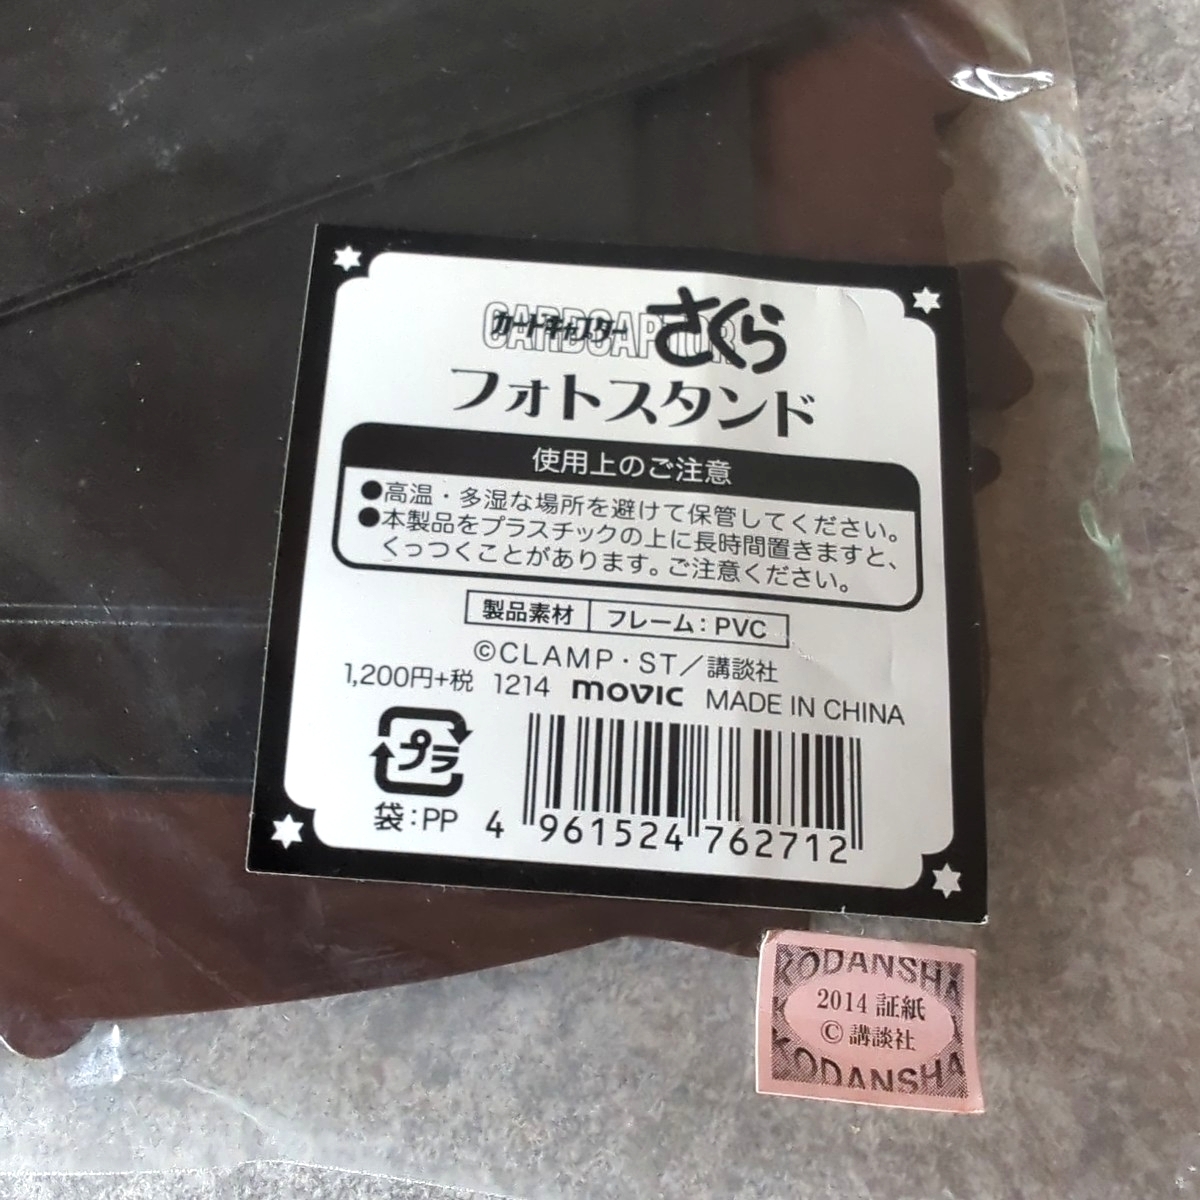 CARDCAPTOR
カードキャプター さくら
フォトスタンド
使用上のご注意
●高温・多湿な場所を避けて保管してください。
●本製品をプラスチックの上に長時間置きますと、
くっつくことがあります。ご注意ください。
製品素材 フレーム:PVC
©CLAMP・ST/講談社
1,200円+税 1214 movic MADE IN CHINA
プラ
袋:PP
4 961524 762712
KODANSHA
2014 証紙
© 講談社
KODANSHA